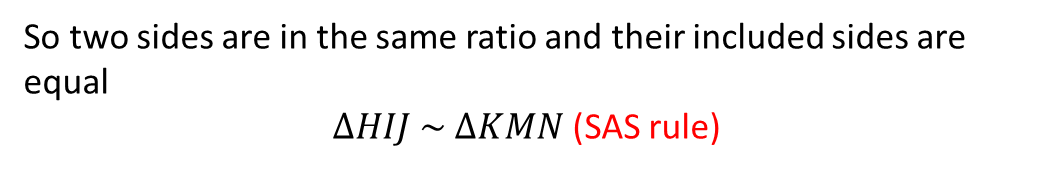 So two sides are in the same ratio and their included sides are
equal
Δ𝐻𝐼𝐽 ~ Δ𝐾𝑀𝑁 (SAS rule)